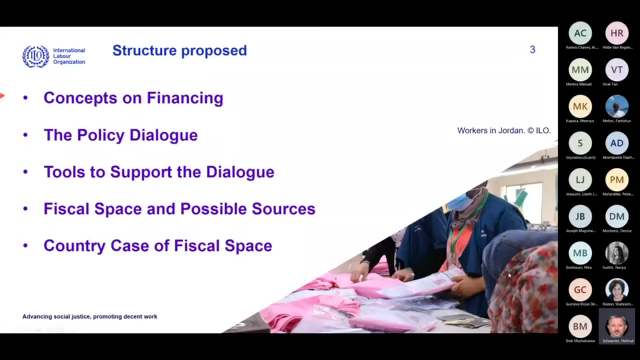 International
Labour
Organization
Structure proposed
3
• Concepts on Financing
• The Policy Dialogue
• Tools to Support the Dialogue
• Fiscal Space and Possible Sources
• Country Case of Fiscal Space
Workers in Jordan. © ILO.
Advancing social justice, promoting decent work
AC
HR
MM
VT
MK
S
AD
LJ
PM
JB
DM
MB
GC
BM